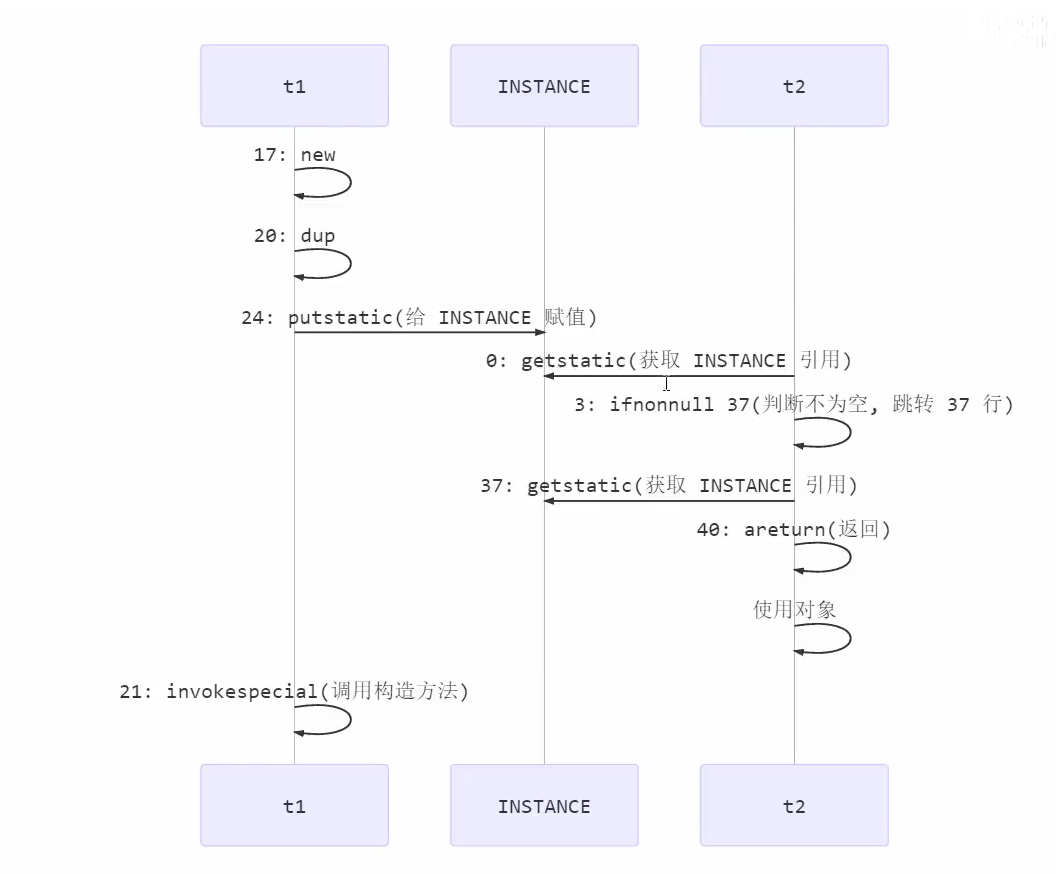 t1
INSTANCE
t2
17: new
20: dup
24: putstatic(给 INSTANCE 赋值)
0: getstatic(获取 INSTANCE 引用)
3: ifnonnull 37(判断不为空, 跳转 37 行)
37: getstatic(获取 INSTANCE 引用)
40: areturn(返回)
使用对象
21: invokespecial(调用构造方法)
t1
INSTANCE
t2